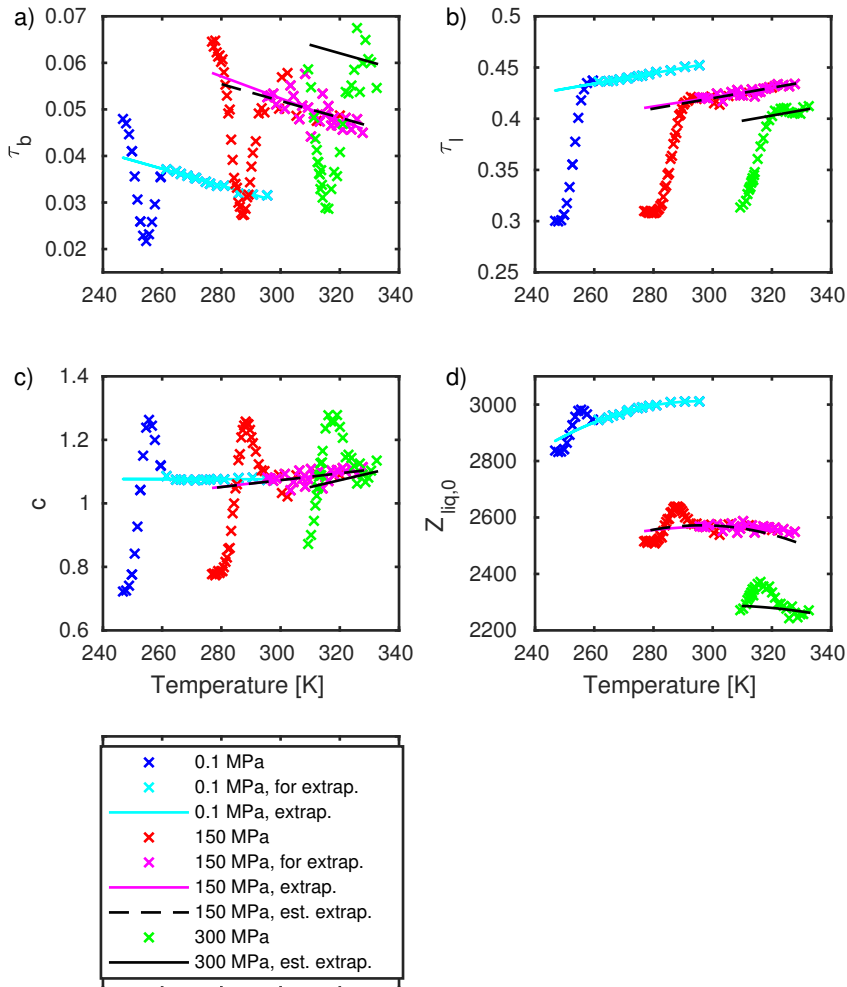 a)
0.07
0.06
0.05
0.04
0.03
0.02
τb
240 260 280 300 320 340
b)
0.5
0.45
0.4
0.35
0.3
0.25
τl
240 260 280 300 320 340
c)
1.4
1.2
1
0.8
0.6
c
240 260 280 300 320 340
Temperature [K]
d)
3000
2800
2600
2400
2200
Zliq,0
240 260 280 300 320 340
Temperature [K]
0.1 MPa
0.1 MPa, for extrap.
0.1 MPa, extrap.
150 MPa
150 MPa, for extrap.
150 MPa, extrap.
150 MPa, est. extrap.
300 MPa
300 MPa, est. extrap.